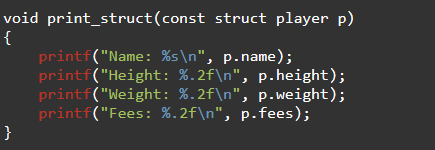 void print_struct(const struct player p)
{
    printf("Name: %s\n", p.name);
    printf("Height: %.2f\n", p.height);
    printf("Weight: %.2f\n", p.weight);
    printf("Fees: %.2f\n", p.fees);
}